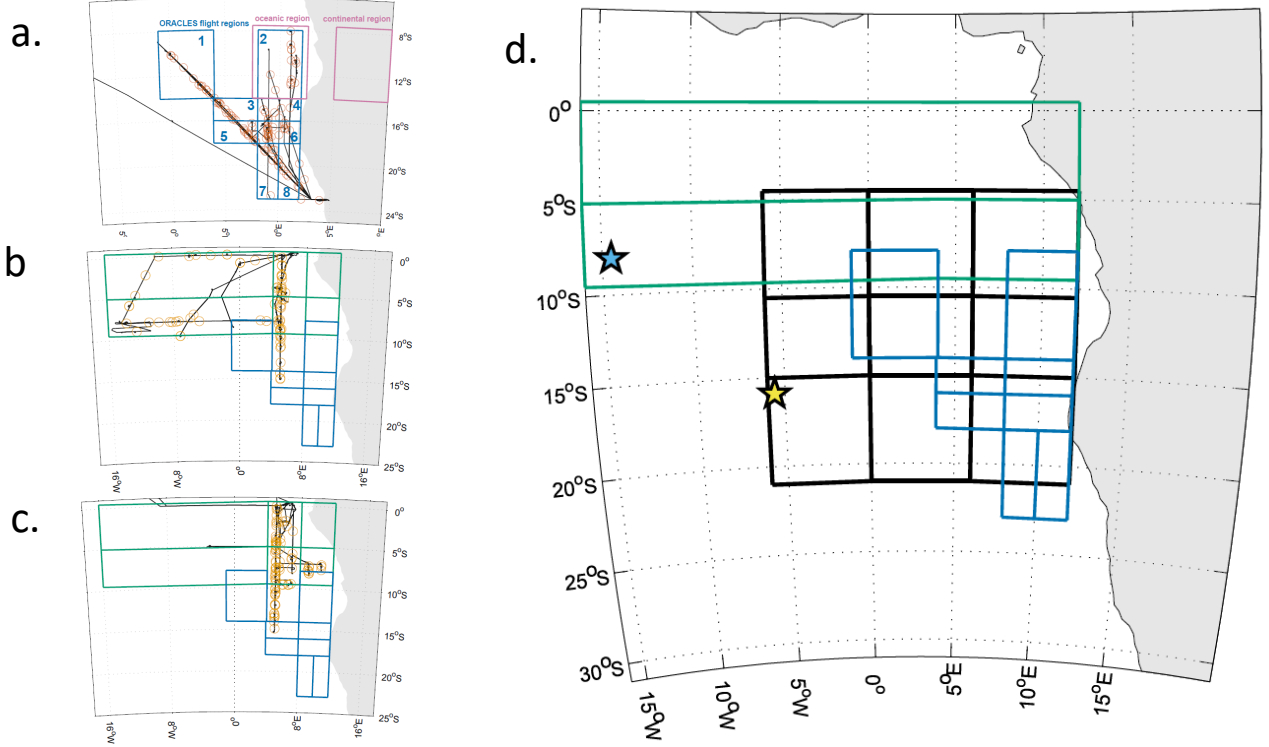 a.
ORACLES flight regions
oceanic region
continental region
1
2
3
4
5
6
7
8
8°S
12°S
16°S
20°S
24°S
0°
5°E
b
0°
5°S
10°S
15°S
20°S
25°S
16°W
8°W
0°
8°E
16°E
c.
0°
5°S
10°S
15°S
20°S
25°S
16°W
8°W
0°
8°E
16°E
d.
0°
5°S
10°S
15°S
20°S
25°S
30°S
15°W
10°W
5°W
0°
5°E
10°E
15°E